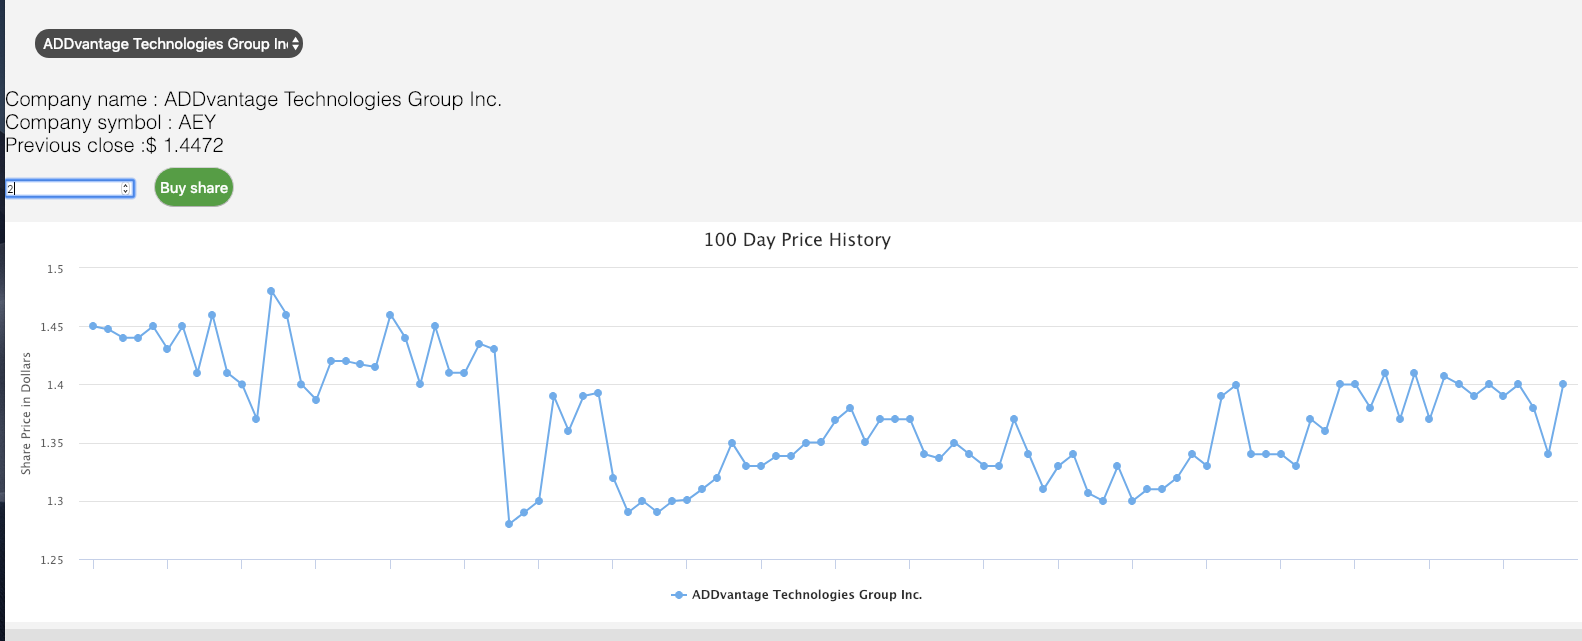 ADDvantage Technologies Group In
Company name : ADDvantage Technologies Group Inc.
Company symbol : AEY
Previous close :$ 1.4472
2
Buy share
100 Day Price History
Share Price in Dollars
1.5
1.45
1.4
1.35
1.3
1.25
ADDvantage Technologies Group Inc.